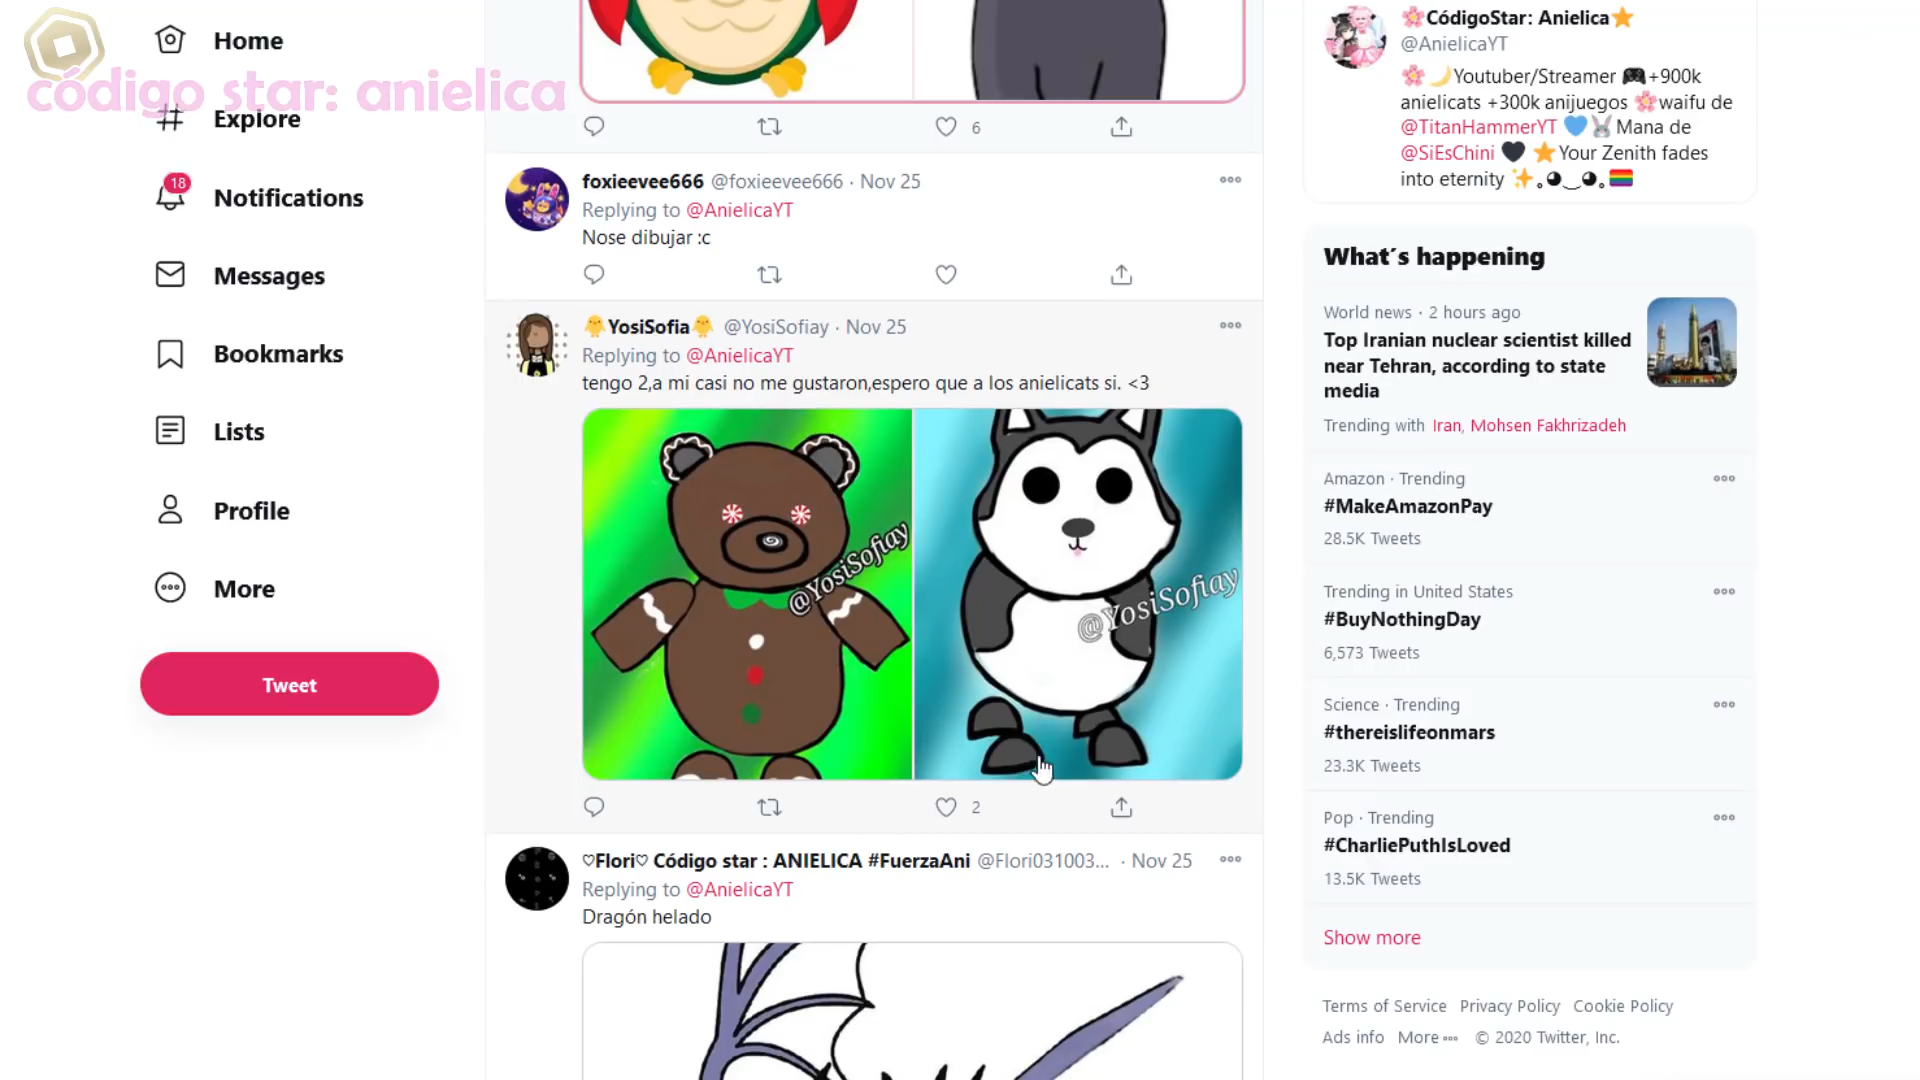 Home
código star: anielica
Explore
18
Notifications
Messages
Bookmarks
Lists
Profile
More
Tweet
6
foxieevee666 @foxieevee666 · Nov 25
Replying to @AnielicaYT
Nose dibujar :c
🐥YosiSofia🐥 @YosiSofiay · Nov 25
Replying to @AnielicaYT
tengo 2,a mi casi no me gustaron,espero que a los anielicats si. <3
@YosiSofiay
@YosiSofiay
2
♡Flori♡ Código star : ANIELICA #FuerzaAni @Flori031003... · Nov 25
Replying to @AnielicaYT
Dragón helado
🌸CódigoStar: Anielica⭐
@AnielicaYT
🌸🌙Youtuber/Streamer 🎮+900k
anielicats +300k anijuegos 🌸waifu de
@TitanHammerYT 💙🐰Mana de
@SiEsChini 🖤 ⭐Your Zenith fades
into eternity ✨｡◕‿◕｡🏳️‍🌈
What's happening
World news · 2 hours ago
Top Iranian nuclear scientist killed
near Tehran, according to state
media
Trending with Iran, Mohsen Fakhrizadeh
Amazon · Trending
#MakeAmazonPay
28.5K Tweets
Trending in United States
#BuyNothingDay
6,573 Tweets
Science · Trending
#thereislifeonmars
23.3K Tweets
Pop · Trending
#CharliePuthIsLoved
13.5K Tweets
Show more
Terms of Service Privacy Policy Cookie Policy
Ads info More ••• © 2020 Twitter, Inc.